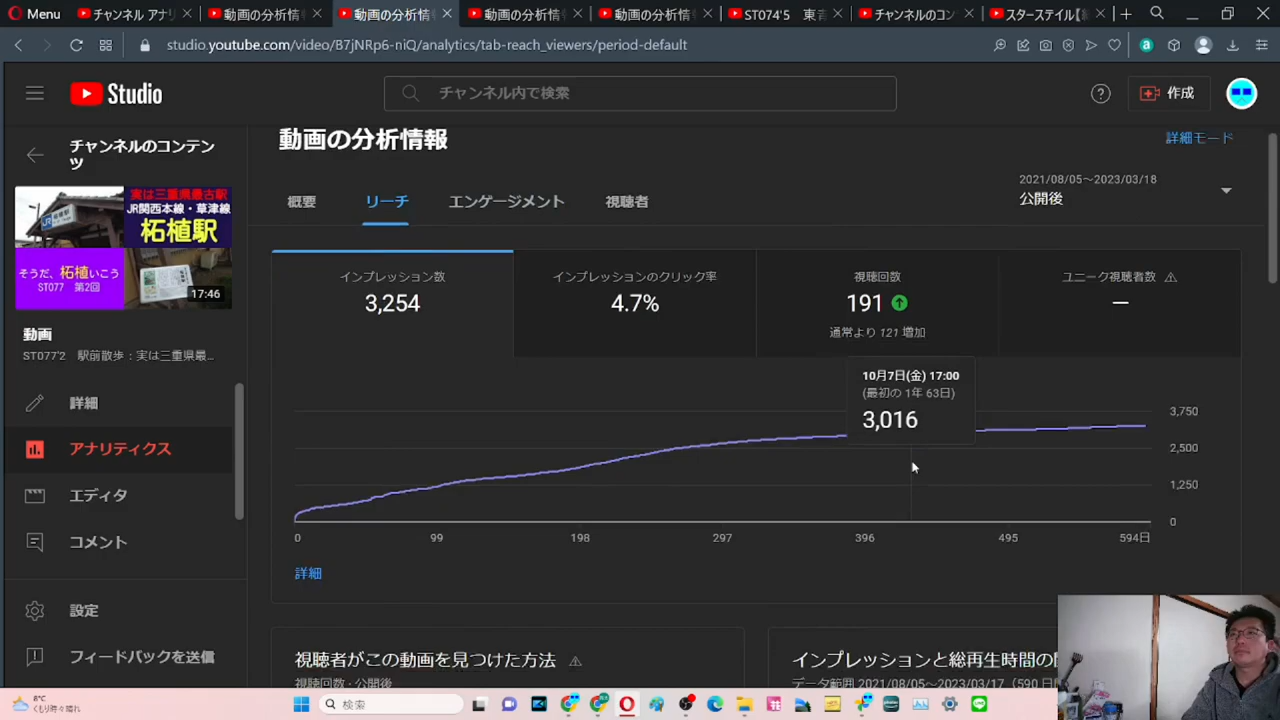 Menu
チャンネル アナリ
動画の分析情
動画の分析情
動画の分析情
動画の分析情
ST074'5 東
チャンネルのコン
スターステイル
studio.youtube.com/video/B7jNRp6-niQ/analytics/tab-reach_viewers/period-default
Studio
チャンネル内で検索
作成
チャンネルのコンテン
ツ
動画の分析情報
詳細モード
実は三重県最古駅
JR関西本線・草津線
柘植駅
そうだ、柘植いこう
ST077 第2回
17:46
動画
ST077'2 駅前散歩：実は三重県最...
詳細
アナリティクス
エディタ
コメント
設定
フィードバックを送信
概要
リーチ
エンゲージメント
視聴者
2021/08/05～2023/03/18
公開後
インプレッション数
3,254
インプレッションのクリック率
4.7%
視聴回数
191
通常より 121 増加
ユニーク視聴者数
—
10月7日(金) 17:00
(最初の 1年 63日)
3,016
3,750
2,500
1,250
0
0
99
198
297
396
495
594日
詳細
視聴者がこの動画を見つけた方法
視聴回数・公開後
インプレッションと総再生時間の
データ範囲 2021/08/05～2023/03/17（590 日
6°C
くもり時々晴れ
検索